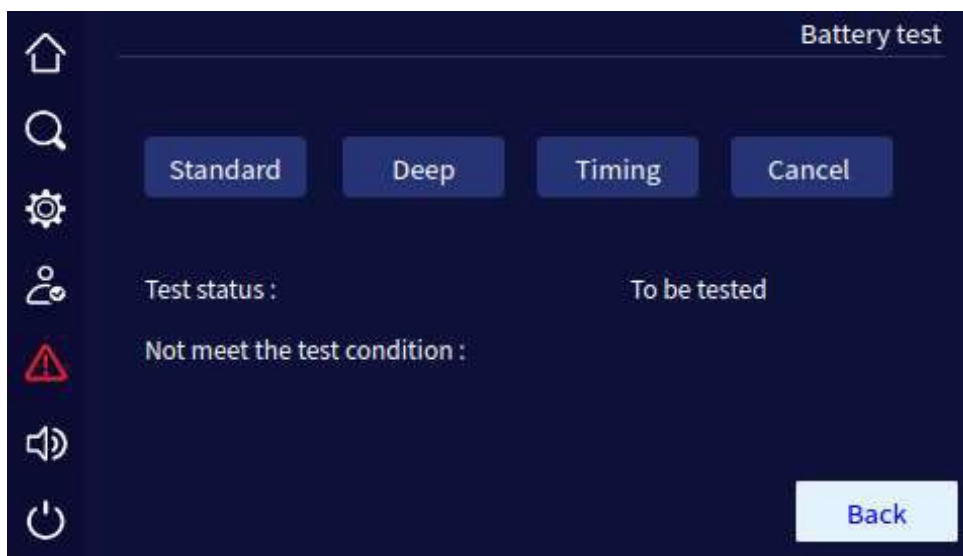 Battery test
Standard Deep Timing Cancel
Test status : To be tested
Not meet the test condition :
Back